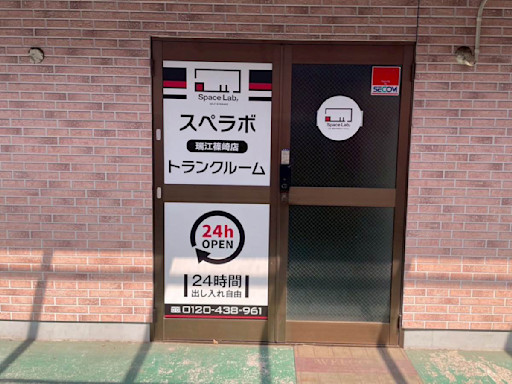 Space Lab.
スペラボ
瑞江篠崎店
トランクルーム
24h
OPEN
24時間
出し入れ自由
0120-438-961
SECOM
Space Lab.